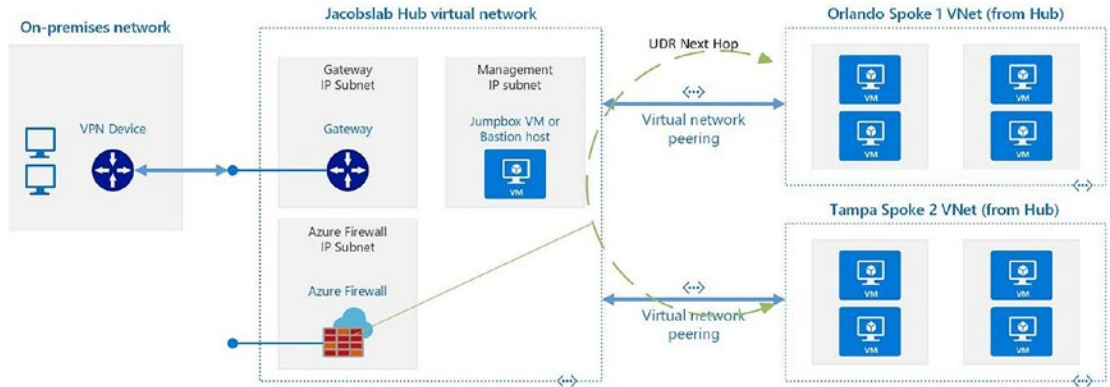 Jacobslab Hub virtual network
Orlando Spoke 1 VNet (from Hub)
On-premises network
UDR Next Hop
Gateway
IP Subnet
Management
IP subnet
VM
VM
VPN Device
Gateway
Jumpbox VM or
Bastion host
Virtual network
peering
VM
VM
VM
Tampa Spoke 2 VNet (from Hub)
Azure Firewall
IP Subnet
VM
VM
Azure Firewall
Virtual network
peering
VM
VM